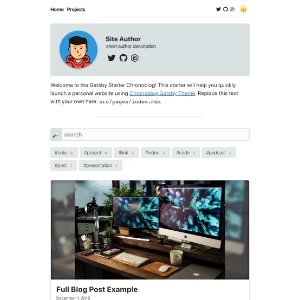 Home Projects
Site Author
short author description
Welcome to the Gatsby Starter Chronoblog! This starter will help you quickly
launch a personal website using Chronoblog Gatsby Theme. Replace this text
with your own here: src/pages/index.mdx
search
#note #project #link #video #code #podcast
#post #presentation
Full Blog Post Example
December 1, 2019